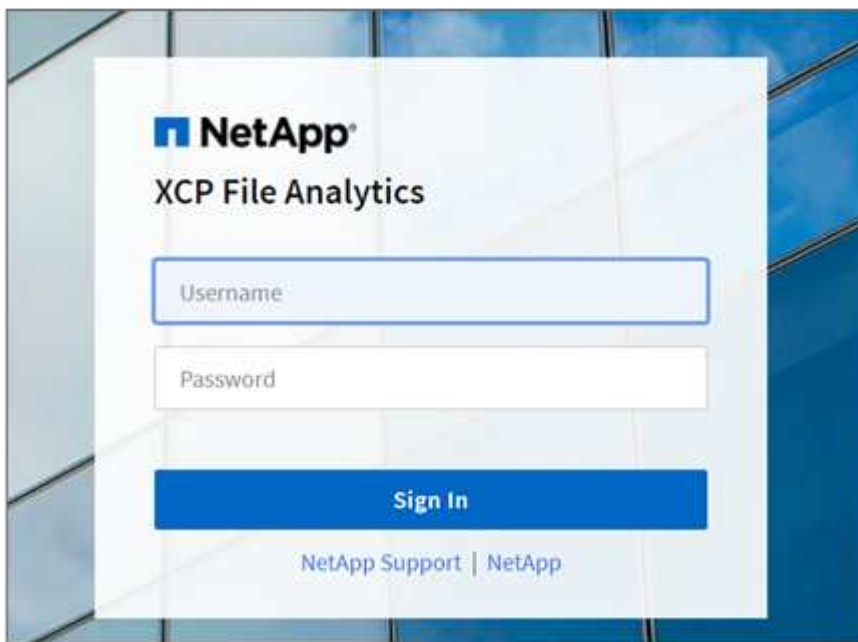 NetApp®
XCP File Analytics
Username
Password
Sign In
NetApp Support | NetApp